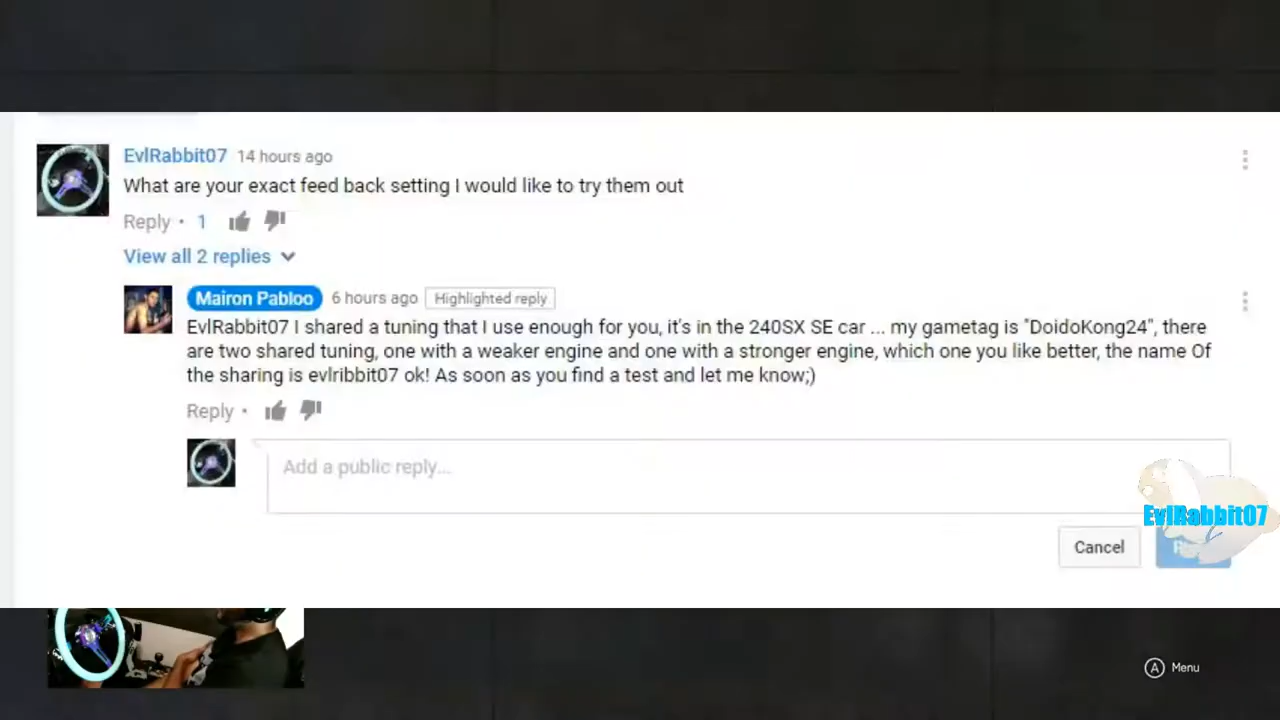 EvlRabbit07 14 hours ago
What are your exact feed back setting I would like to try them out
Reply • 1
View all 2 replies
Mairon Pabloo 6 hours ago Highlighted reply
EvlRabbit07 I shared a tuning that I use enough for you, it's in the 240SX SE car ... my gametag is "DoidoKong24", there
are two shared tuning, one with a weaker engine and one with a stronger engine, which one you like better, the name Of
the sharing is evlribbit07 ok! As soon as you find a test and let me know;)
Reply •
Add a public reply...
EvlRabbit07
Cancel
A Menu